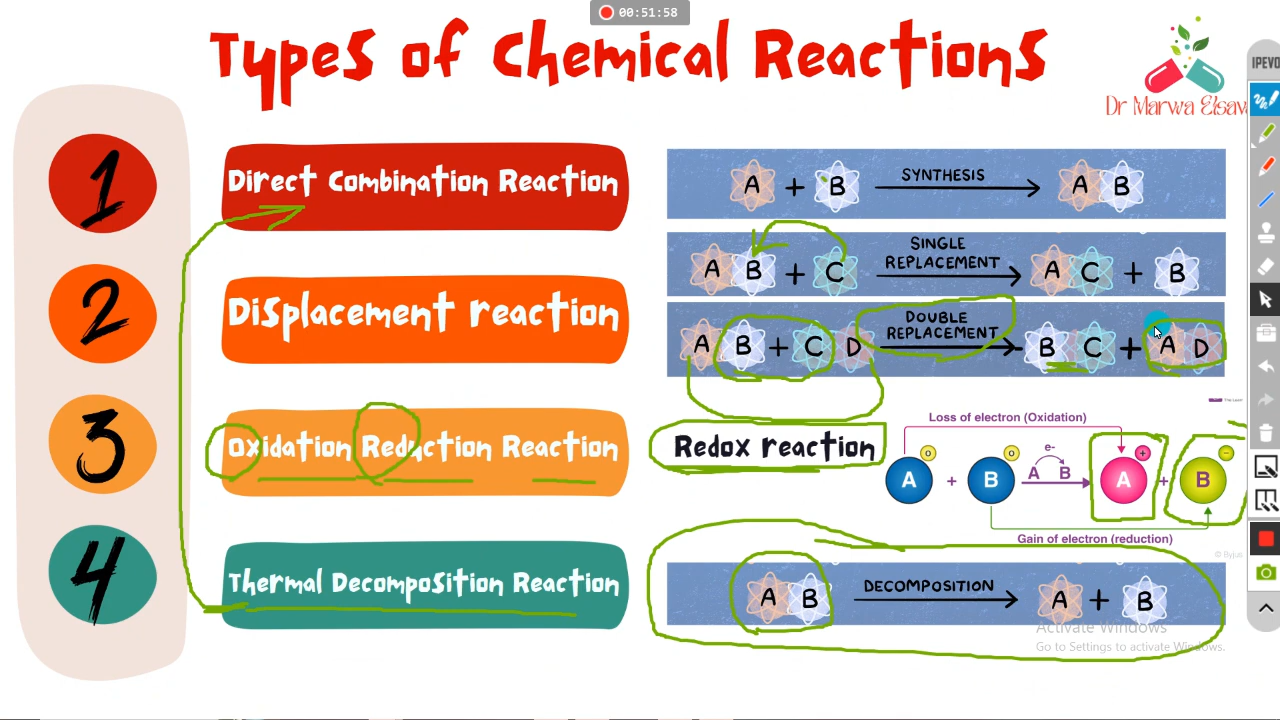 00:51:58
Types of Chemical Reactions
IPEVO
Dr Marwa Elsaw
1
Direct Combination Reaction
A + B SYNTHESIS A B
2
Displacement reaction
A B + C SINGLE REPLACEMENT A C + B
A B + C D DOUBLE REPLACEMENT B C + A D
3
Oxidation Reduction Reaction
Redox reaction
Loss of electron (Oxidation)
A o + B o e- A B A + + B -
Gain of electron (reduction)
© Byjus
4
Thermal Decomposition Reaction
A B DECOMPOSITION A + B
Activate Windows
Go to Settings to activate Windows.